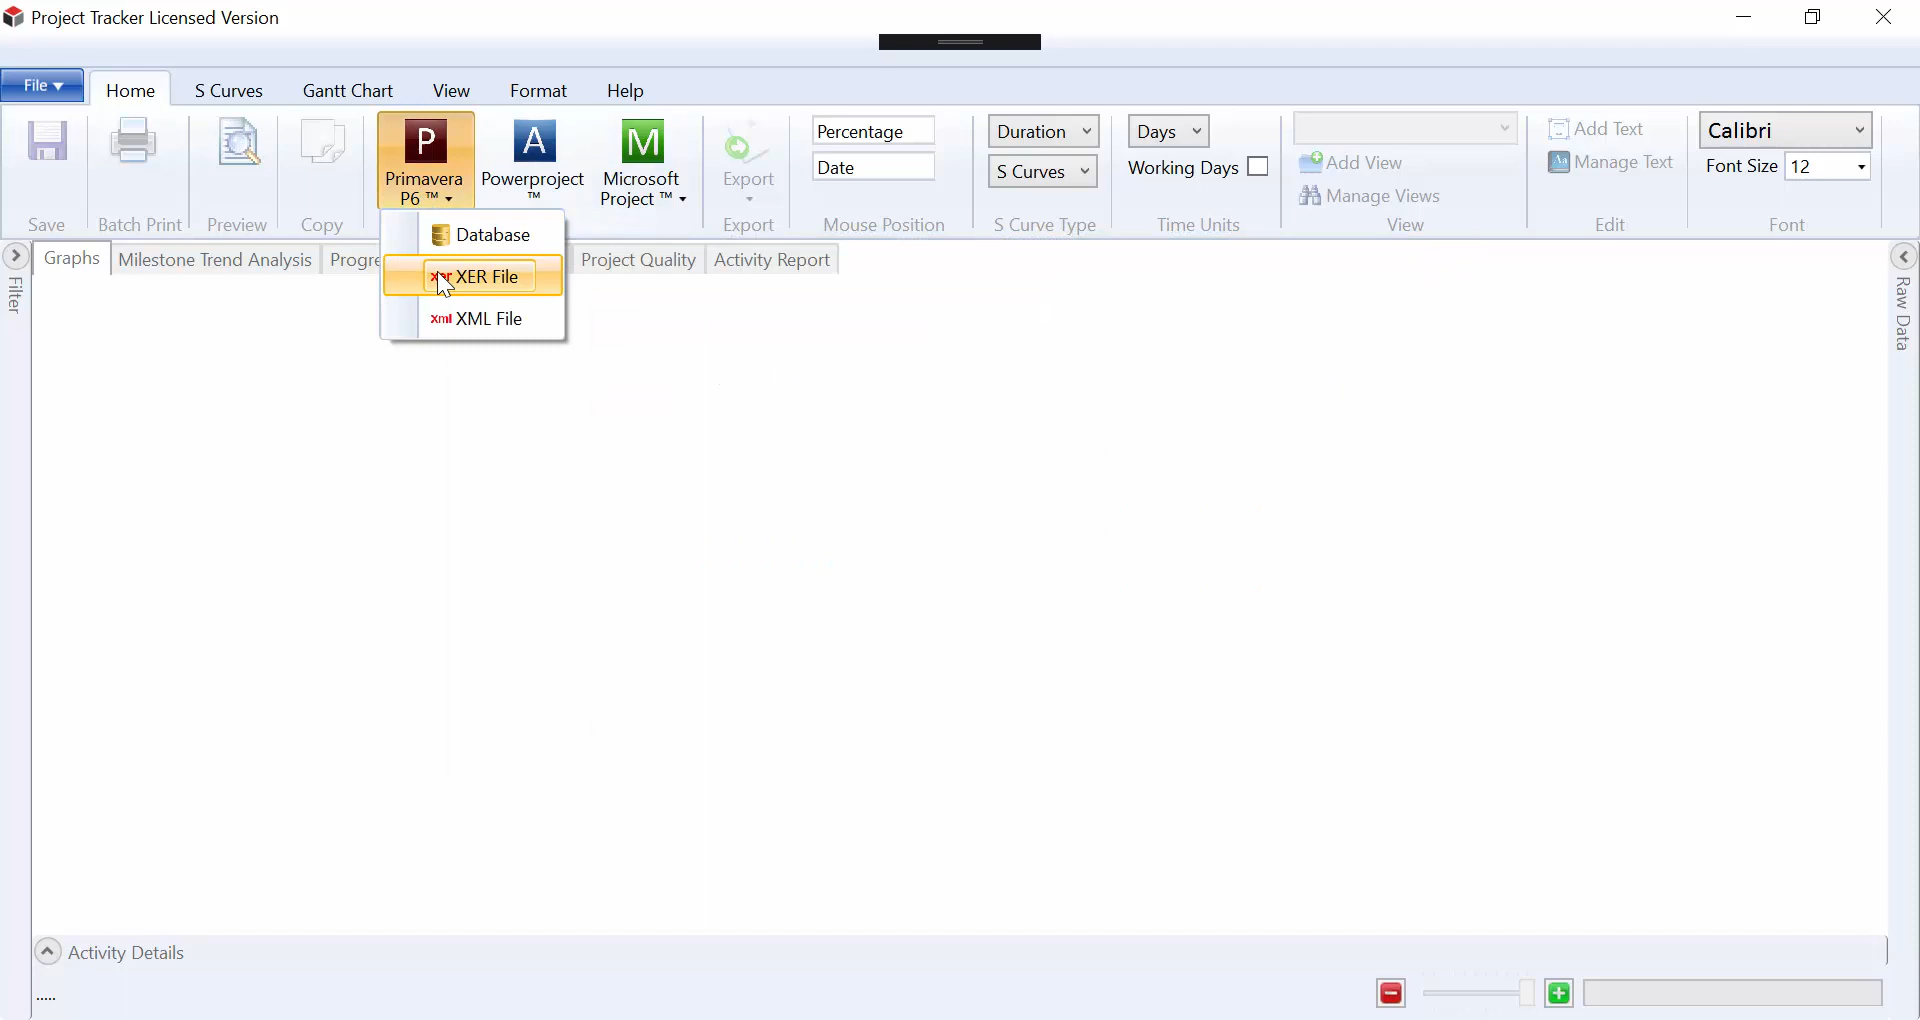 Project Tracker Licensed Version
File
Home
S Curves
Gantt Chart
View
Format
Help
Save
Batch Print
Preview
Copy
P
Primavera
P6 ™
A
Powerproject
™
M
Microsoft
Project ™
Export
Export
Percentage
Date
Mouse Position
Duration
S Curves
S Curve Type
Days
Working Days
Time Units
Add View
Manage Views
View
Add Text
Aa Manage Text
Edit
Calibri
Font Size 12
Font
Database
xer XER File
xml XML File
Graphs
Milestone Trend Analysis
Progre
Project Quality
Activity Report
Filter
Raw Data
Activity Details
.....